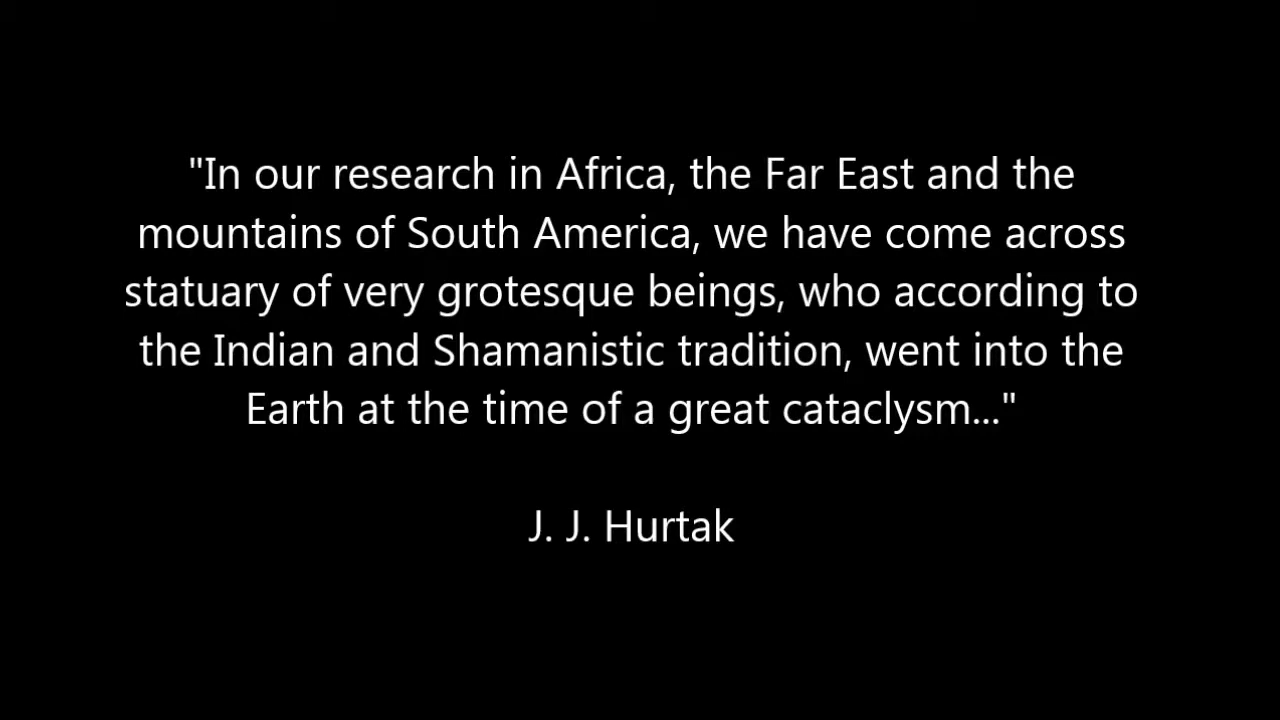 "In our research in Africa, the Far East and the
mountains of South America, we have come across
statuary of very grotesque beings, who according to
the Indian and Shamanistic tradition, went into the
Earth at the time of a great cataclysm..."
J. J. Hurtak